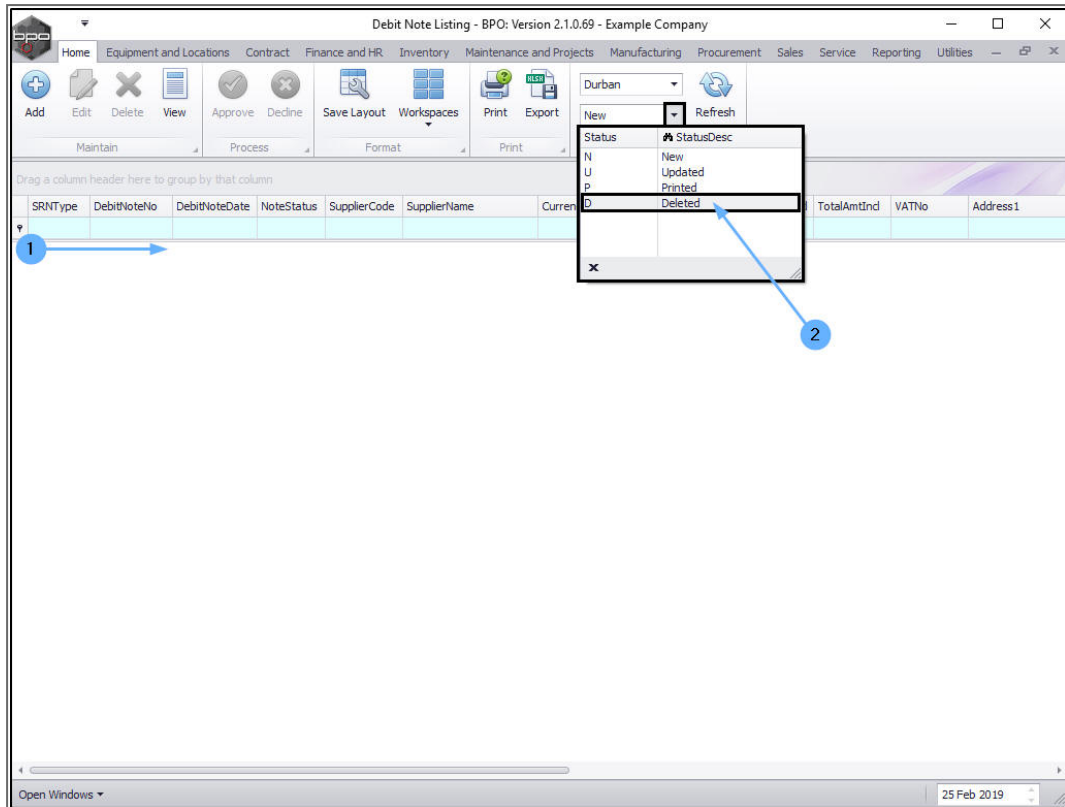 Debit Note Listing - BPO: Version 2.1.0.69 - Example Company
bpo
Home Equipment and Locations Contract Finance and HR Inventory Maintenance and Projects Manufacturing Procurement Sales Service Reporting Utilities
Durban
Add Edit Delete View Approve Decline Save Layout Workspaces Print Export New Refresh
Maintain Process Format Print
Status StatusDesc
N New
U Updated
P Printed
D Deleted
Drag a column header here to group by that column
SRNType DebitNoteNo DebitNoteDate NoteStatus SupplierCode SupplierName TotalAmtIncl VATNo Address1
1
2
Open Windows 25 Feb 2019